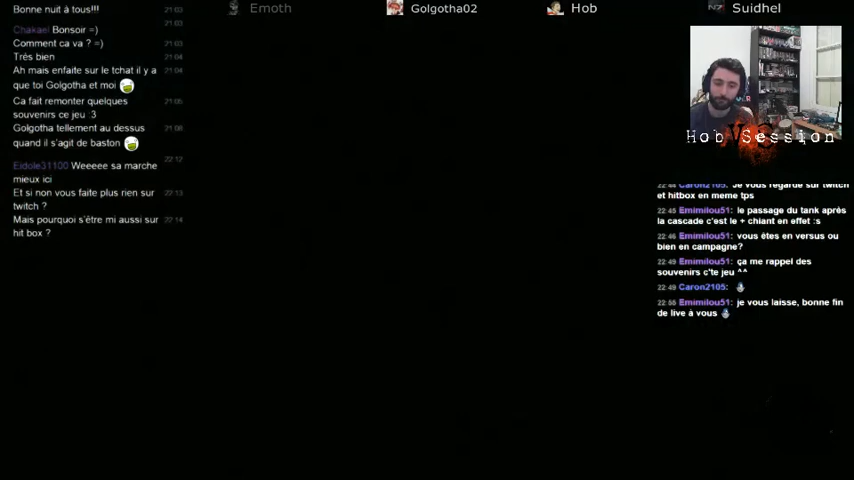 Emoth
Golgotha02
Hob
Suidhel
Bonne nuit à tous!!! 21:03
Chakael Bonsoir =) 21:03
Comment ca va ? =) 21:03
Trés bien 21:04
Ah mais enfaite sur le tchat il y a 21:04
que toi Golgotha et moi
Ca fait remonter quelques 21:05
souvenirs ce jeu :3
Golgotha tellement au dessus 21:08
quand il s'agit de baston
Eidole31100 Weeeee sa marche 22:12
mieux ici
Et si non vous faite plus rien sur 22:13
twitch ?
Mais pourquoi s'être mi aussi sur 22:14
hit box ?
Hob Session
22:44 Caron2105: Je vous regarde sur twitch
et hitbox en meme tps
22:45 Emimilou51: le passage du tank après
la cascade c'est le + chiant en effet :s
22:46 Emimilou51: vous êtes en versus ou
bien en campagne?
22:49 Emimilou51: ça me rappel des
souvenirs c'te jeu ^^
22:49 Caron2105:
22:55 Emimilou51: je vous laisse, bonne fin
de live à vous